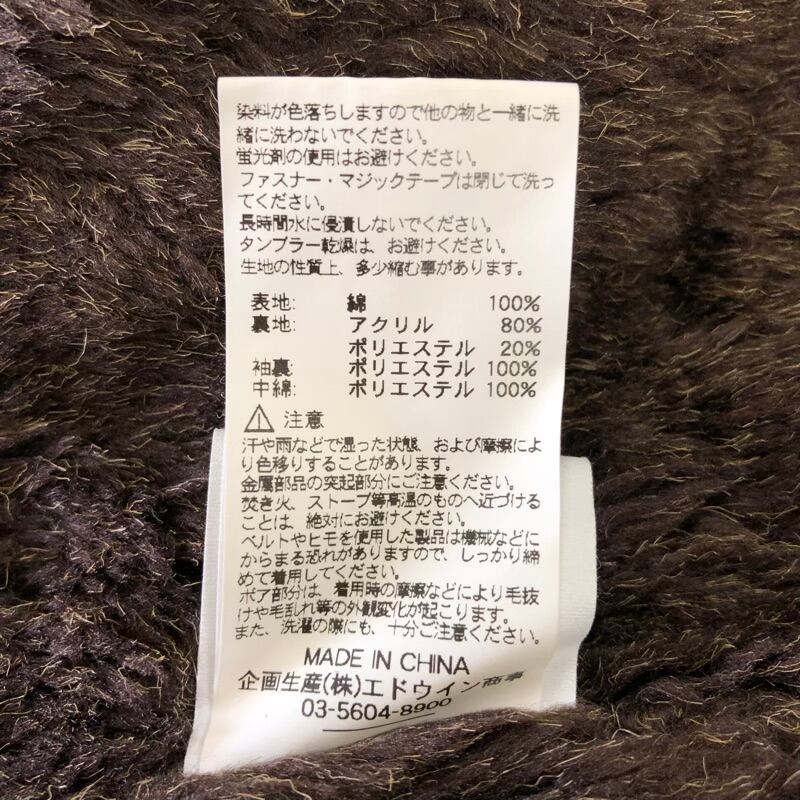 染料が色落ちしますので他の物と一緒に洗
緒に洗わないでください。
蛍光剤の使用はお避けください。
ファスナー・マジックテープは閉じて洗っ
てください。
長時間水に浸漬しないでください。
タンブラー乾燥は、お避けください。
生地の性質上、多少縮む事があります。
表地: 綿 100%
裏地: アクリル 80%
ポリエステル 20%
袖裏: ポリエステル 100%
中綿: ポリエステル 100%
⚠ 注意
汗や雨などで湿った状態、および摩擦によ
り色移りすることがあります。
金属部品の突起部分にご注意ください。
焚き火、ストーブ等高温のものへ近づける
ことは、絶対にお避けください。
ベルトやヒモを使用した製品は機械などに
からまる恐れがありますので、しっかり締
めて着用してください。
ボア部分は、着用時の摩擦などにより毛抜
けや毛乱れ等の外観変化が起こります。
また、洗濯の際にも、十分ご注意ください。
MADE IN CHINA
企画生産(株)エドウイン商事
03-5604-8900